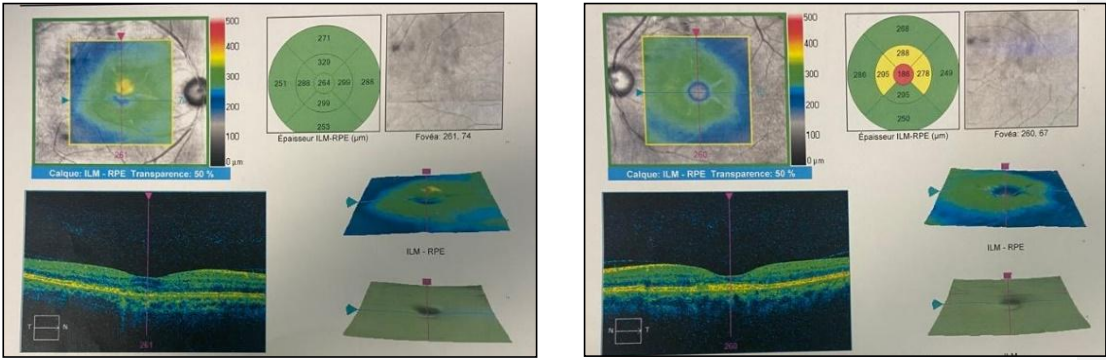 500
400
300
200
100
0 µm
261
Calque: ILM - RPE Transparence: 50 %
271
329
251 288 264 299 288
299
253
Épaisseur ILM-RPE (µm)
Fovéa: 261, 74
ILM - RPE
T N
261
500
400
300
200
100
0 µm
260
Calque: ILM - RPE Transparence: 50 %
268
288
286 295 186 278 249
295
250
Épaisseur ILM-RPE (µm)
Fovéa: 260, 67
ILM - RPE
N T
260